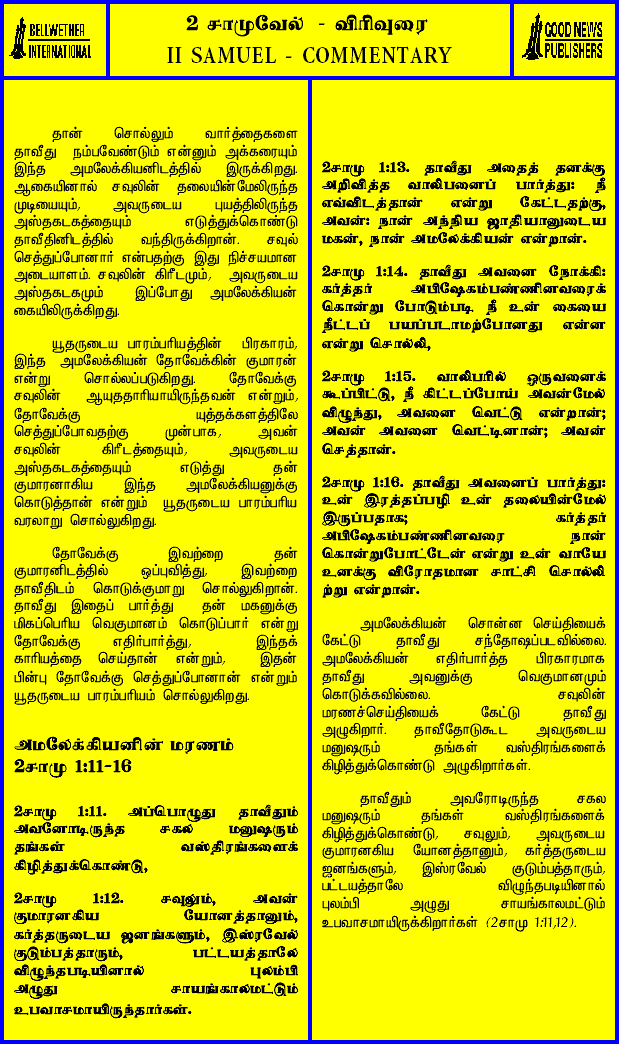 BELLWETHER
INTERNATIONAL
2 சாமுவேல் - விரிவுரை
II SAMUEL - COMMENTARY
GOOD NEWS
PUBLISHERS
தான் சொல்லும் வார்த்தைகளை
தாவீது நம்பவேண்டும் என்னும் அக்கரையும்
இந்த அமலேக்கியனிடத்தில் இருக்கிறது.
ஆகையினால் சவுலின் தலையின்மேலிருந்த
முடியையும், அவருடைய புயத்திலிருந்த
அஸ்தகடகத்தையும் எடுத்துக்கொண்டு
தாவீதினிடத்தில் வந்திருக்கிறான். சவுல்
செத்துப்போனார் என்பதற்கு இது நிச்சயமான
அடையாளம். சவுலின் கிரீடமும், அவருடைய
அஸ்தகடகமும் இப்போது அமலேக்கியன்
கையிலிருக்கிறது.
யூதருடைய பாரம்பரியத்தின் பிரகாரம்,
இந்த அமலேக்கியன் தோவேக்கின் குமாரன்
என்று சொல்லப்படுகிறது. தோவேக்கு
சவுலின் ஆயுததாரியாயிருந்தவன் என்றும்,
தோவேக்கு யுத்தக்களத்திலே
செத்துப்போவதற்கு முன்பாக, அவன்
சவுலின் கிரீடத்தையும், அவருடைய
அஸ்தகடகத்தையும் எடுத்து தன்
குமாரனாகிய இந்த அமலேக்கியனுக்கு
கொடுத்தான் என்றும் யூதருடைய பாரம்பரிய
வரலாறு சொல்லுகிறது.
தோவேக்கு இவற்றை தன்
குமாரனிடத்தில் ஒப்புவித்து, இவற்றை
தாவீதிடம் கொடுக்குமாறு சொல்லுகிறான்.
தாவீது இதைப் பார்த்து தன் மகனுக்கு
மிகப்பெரிய வெகுமானம் கொடுப்பார் என்று
தோவேக்கு எதிர்பார்த்து, இந்தக்
காரியத்தை செய்தான் என்றும், இதன்
பின்பு தோவேக்கு செத்துப்போனான் என்றும்
யூதருடைய பாரம்பரியம் சொல்லுகிறது.
அமலேக்கியனின் மரணம்
2சாமு 1:11-16
2சாமு 1:11. அப்பொழுது தாவீதும்
அவனோடிருந்த சகல மனுஷரும்
தங்கள் வஸ்திரங்களைக்
கிழித்துக்கொண்டு,
2சாமு 1:12. சவுலும், அவன்
குமாரனகிய யோனத்தானும்,
கர்த்தருடைய ஜனங்களும், இஸ்ரவேல்
குடும்பத்தாரும், பட்டயத்தாலே
விழுந்தபடியினால் புலம்பி
அழுது சாயங்காலமட்டும்
உபவாசமாயிருந்தார்கள்.
2சாமு 1:13. தாவீது அதைத் தனக்கு
அறிவித்த வாலிபனைப் பார்த்து: நீ
எவ்விடத்தான் என்று கேட்டதற்கு,
அவன்: நான் அந்நிய ஜாதியானுடைய
மகன், நான் அமலேக்கியன் என்றான்.
2சாமு 1:14. தாவீது அவனை நோக்கி:
கர்த்தர் அபிஷேகம்பண்ணினவரைக்
கொன்று போடும்படி நீ உன் கையை
நீட்டப் பயப்படாமற்போனது என்ன
என்று சொல்லி,
2சாமு 1:15. வாலிபரில் ஒருவனைக்
கூப்பிட்டு, நீ கிட்டப்போய் அவன்மேல்
விழுந்து, அவனை வெட்டு என்றான்;
அவன் அவனை வெட்டினான்; அவன்
செத்தான்.
2சாமு 1:16. தாவீது அவனைப் பார்த்து:
உன் இரத்தப்பழி உன் தலையின்மேல்
இருப்பதாக; கர்த்தர்
அபிஷேகம்பண்ணினவரை நான்
கொன்றுபோட்டேன் என்று உன் வாயே
உனக்கு விரோதமான சாட்சி சொல்லி
ற்று என்றான்.
அமலேக்கியன் சொன்ன செய்தியைக்
கேட்டு தாவீது சந்தோஷப்படவில்லை.
அமலேக்கியன் எதிர்பார்த்த பிரகாரமாக
தாவீது அவனுக்கு வெகுமானமும்
கொடுக்கவில்லை. சவுலின்
மரணச்செய்தியைக் கேட்டு தாவீது
அழுகிறார். தாவீதோடுகூட அவருடைய
மனுஷரும் தங்கள் வஸ்திரங்களைக்
கிழித்துக்கொண்டு அழுகிறார்கள்.
தாவீதும் அவரோடிருந்த சகல
மனுஷரும் தங்கள் வஸ்திரங்களைக்
கிழித்துக்கொண்டு, சவுலும், அவருடைய
குமாரனகிய யோனத்தானும், கர்த்தருடைய
ஜனங்களும், இஸ்ரவேல் குடும்பத்தாரும்,
பட்டயத்தாலே விழுந்தபடியினால்
புலம்பி அழுது சாயங்காலமட்டும்
உபவாசமாயிருக்கிறார்கள் (2சாமு 1:11,12).